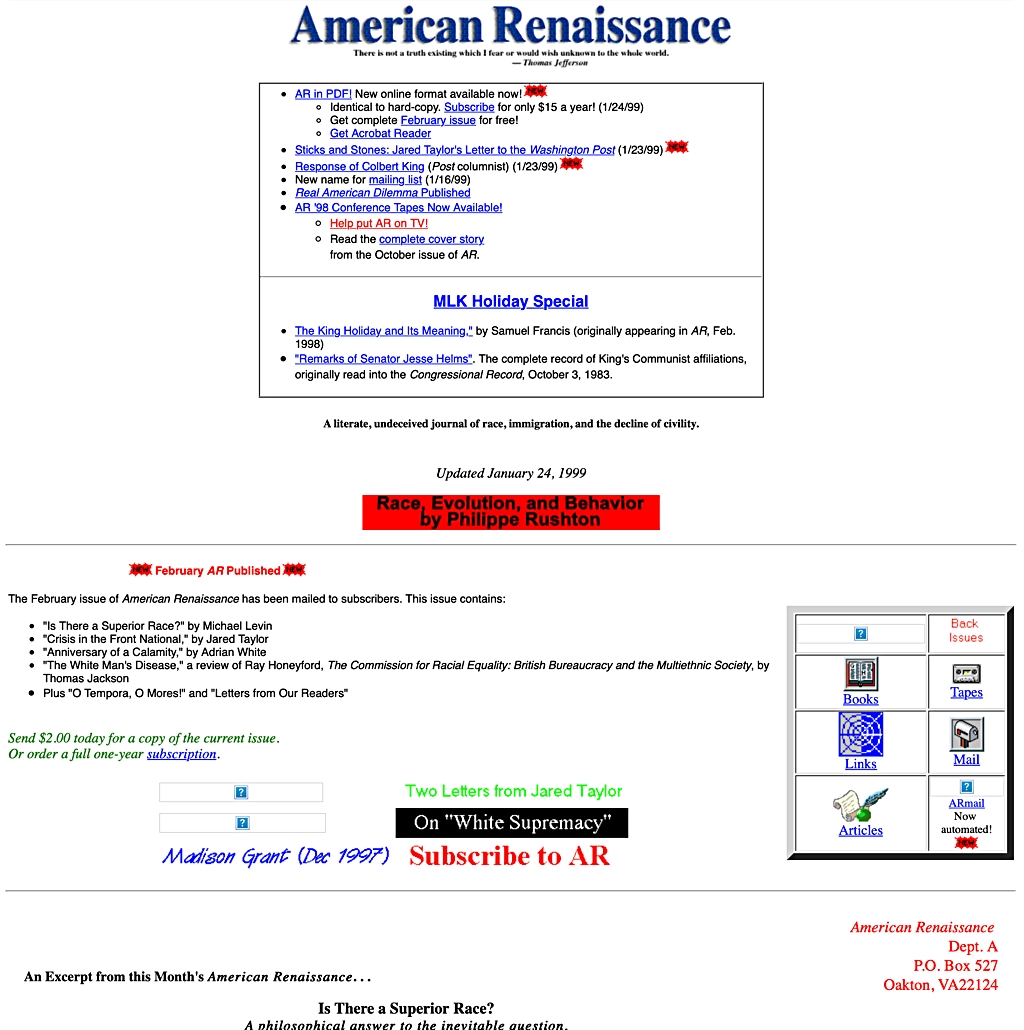 American Renaissance
There is not a truth existing which I fear or would wish unknown to the whole world.
— Thomas Jefferson
AR in PDF! New online format available now! NEW
Identical to hard-copy. Subscribe for only $15 a year! (1/24/99)
Get complete February issue for free!
Get Acrobat Reader
Sticks and Stones: Jared Taylor's Letter to the Washington Post (1/23/99) NEW
Response of Colbert King (Post columnist) (1/23/99) NEW
New name for mailing list (1/16/99)
Real American Dilemma Published
AR '98 Conference Tapes Now Available!
Help put AR on TV!
Read the complete cover story
from the October issue of AR.
MLK Holiday Special
The King Holiday and Its Meaning," by Samuel Francis (originally appearing in AR, Feb.
1998)
"Remarks of Senator Jesse Helms". The complete record of King's Communist affiliations,
originally read into the Congressional Record, October 3, 1983.
A literate, undeceived journal of race, immigration, and the decline of civility.
Updated January 24, 1999
Race, Evolution, and Behavior
by Philippe Rushton
NEW February AR Published NEW
The February issue of American Renaissance has been mailed to subscribers. This issue contains:
"Is There a Superior Race?" by Michael Levin
"Crisis in the Front National," by Jared Taylor
"Anniversary of a Calamity," by Adrian White
"The White Man's Disease," a review of Ray Honeyford, The Commission for Racial Equality: British Bureaucracy and the Multiethnic Society, by
Thomas Jackson
Plus "O Tempora, O Mores!" and "Letters from Our Readers"
Send $2.00 today for a copy of the current issue.
Or order a full one-year subscription.
Back
Issues
Books
Tapes
Links
Mail
Articles
ARmail
Now
automated!
NEW
Two Letters from Jared Taylor
On "White Supremacy"
Madison Grant (Dec 1997)
Subscribe to AR
American Renaissance
Dept. A
P.O. Box 527
Oakton, VA22124
An Excerpt from this Month's American Renaissance . . .
Is There a Superior Race?
A philosophical answer to the inevitable question.